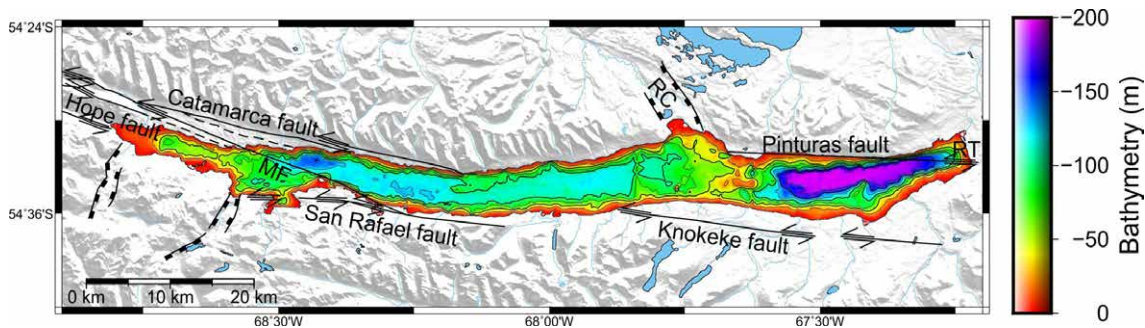 54˚24'S
54˚36'S
68˚30'W
68˚00'W
67˚30'W
Hope fault
Catamarca fault
MF
San Rafael fault
RC
Pinturas fault
RT
Knokeke fault
0 km 10 km 20 km
−200
−150
−100
−50
0
Bathymetry (m)